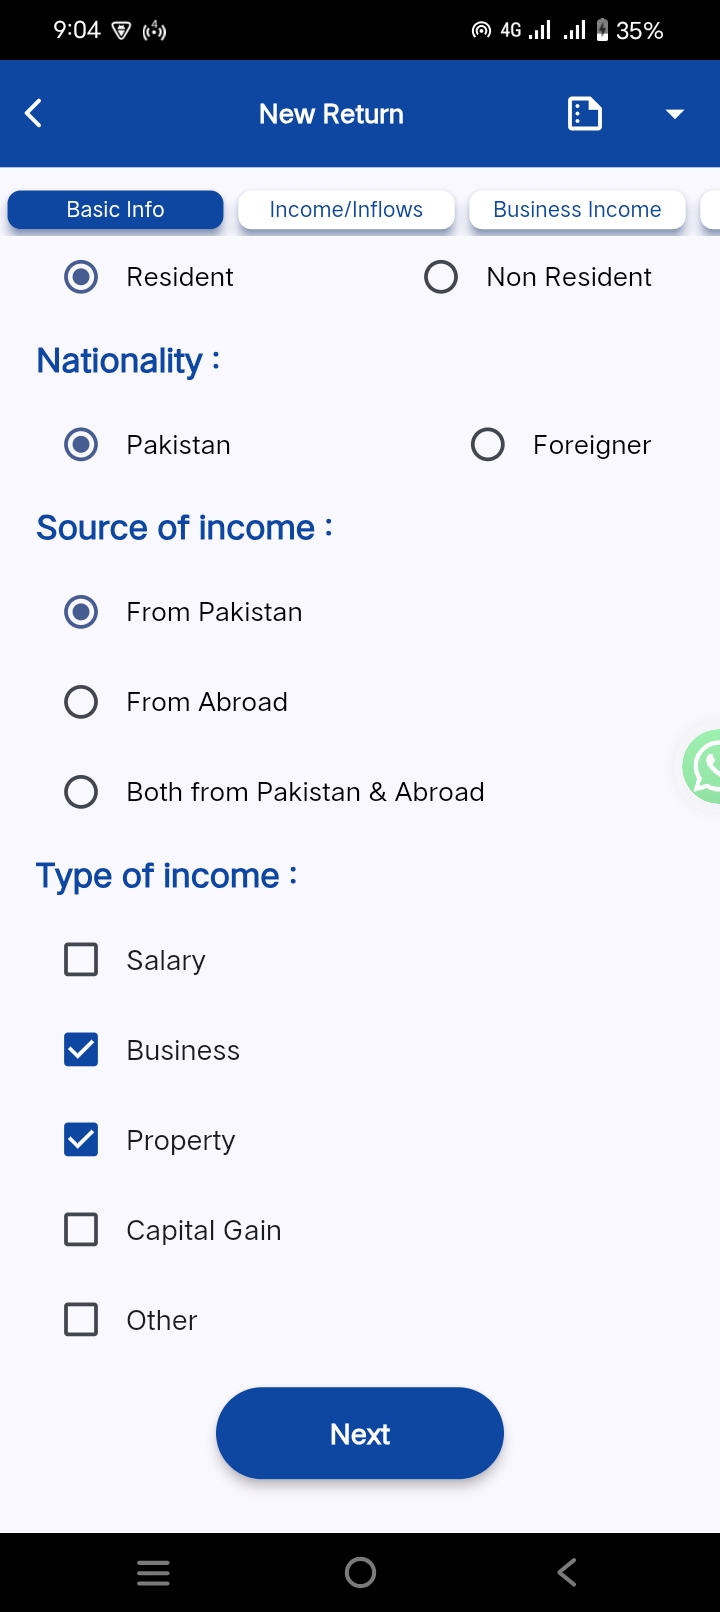 9:04 4G 35%
New Return
Basic Info Income/Inflows Business Income
Resident Non Resident
Nationality :
Pakistan Foreigner
Source of income :
From Pakistan
From Abroad
Both from Pakistan & Abroad
Type of income :
Salary
Business
Property
Capital Gain
Other
Next